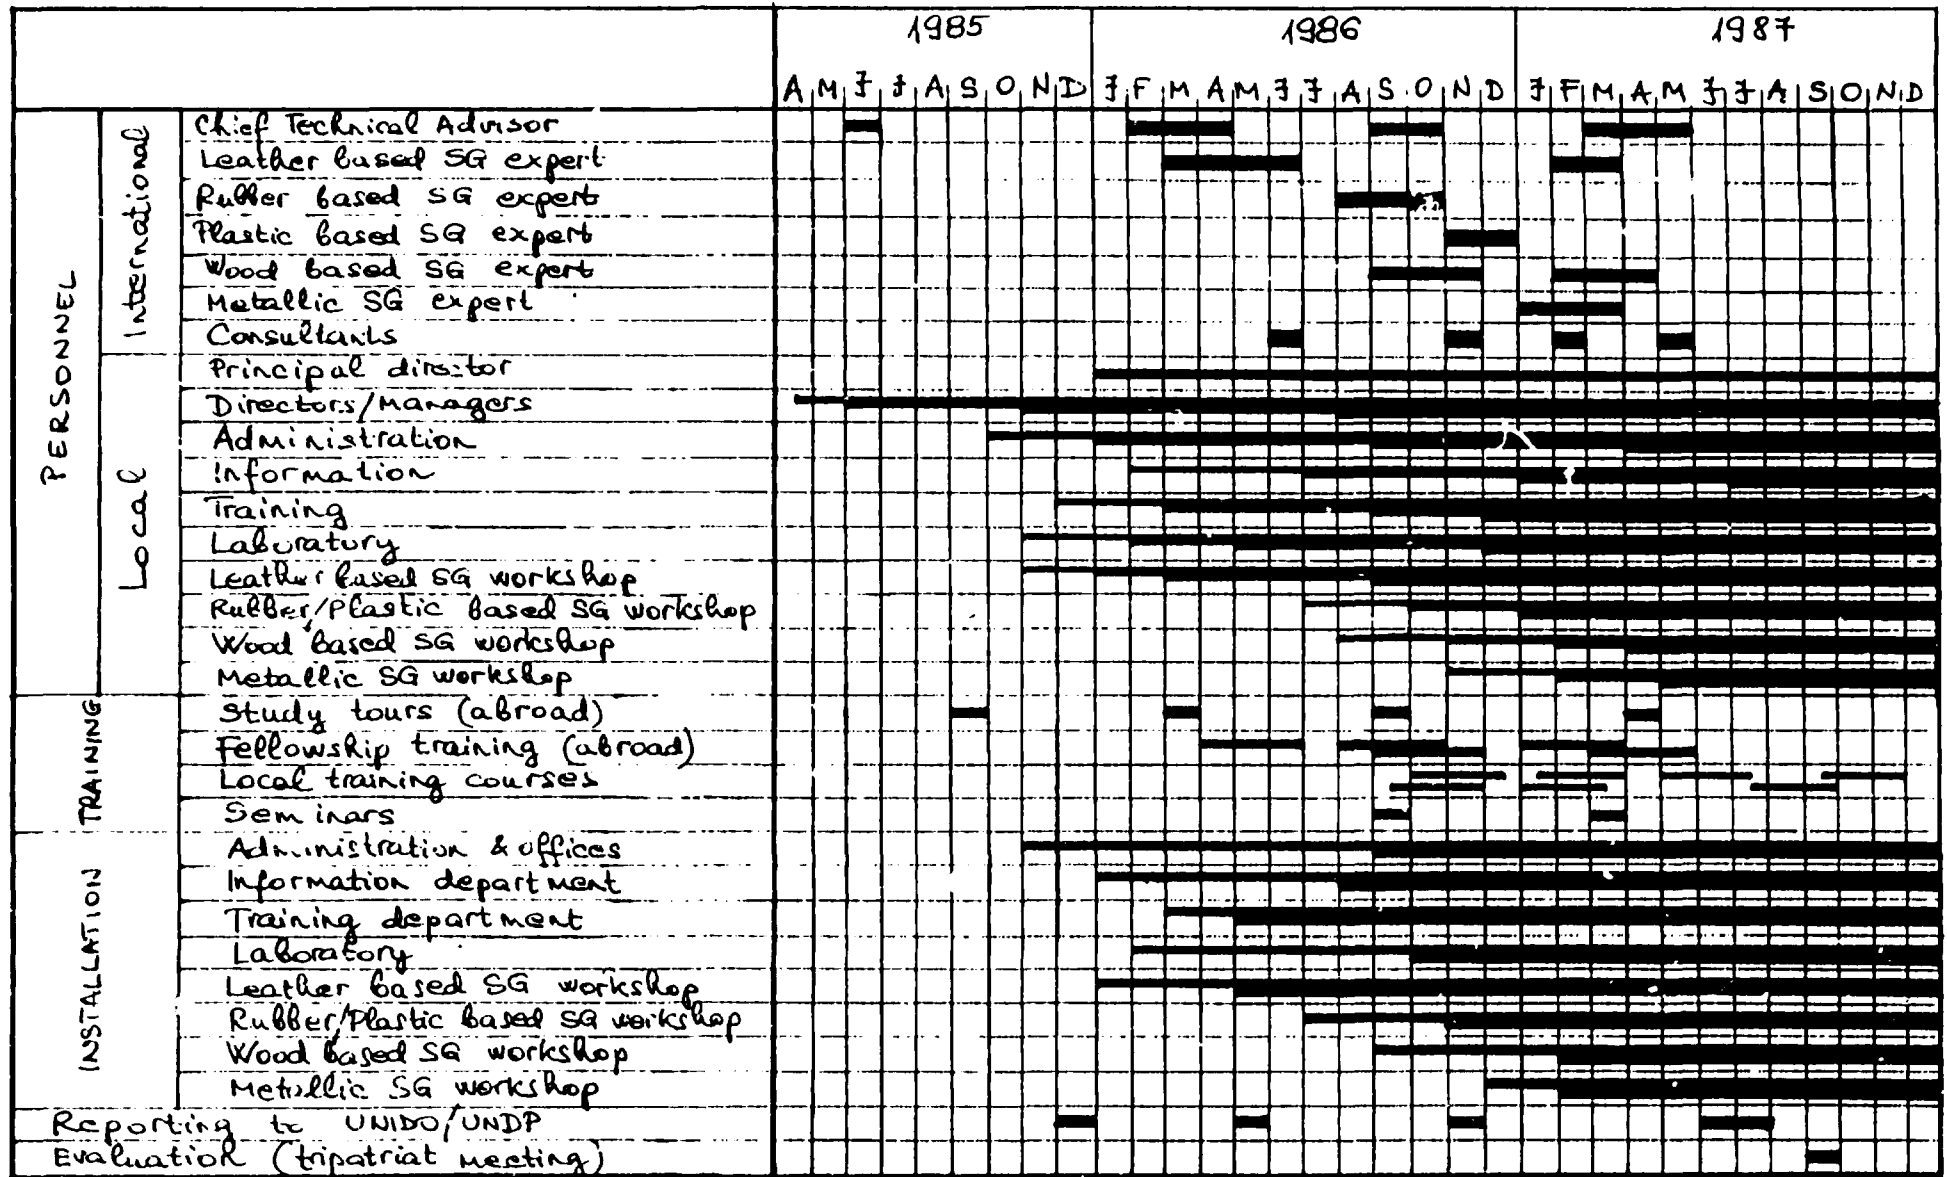 1985 1986 1987
A M J J A S O N D J F M A M J J A S O N D J F M A M J J A S O N D
PERSONNEL
International
Chief Technical Advisor
Leather based SG expert
Rubber based SG expert
Plastic based SG expert
Wood based SG expert
Metallic SG expert
Consultants
Local
Principal director
Directors/Managers
Administration
Information
Training
Laboratory
Leather based SG workshop
Rubber/Plastic based SG workshop
Wood based SG workshop
Metallic SG workshop
TRAINING
Study tours (abroad)
Fellowship training (abroad)
Local training courses
Seminars
INSTALLATION
Administration & offices
Information department
Training department
Laboratory
Leather based SG workshop
Rubber/Plastic based SG workshop
Wood based SG workshop
Metallic SG workshop
Reporting to UNIDO/UNDP
Evaluation (tripatriat meeting)